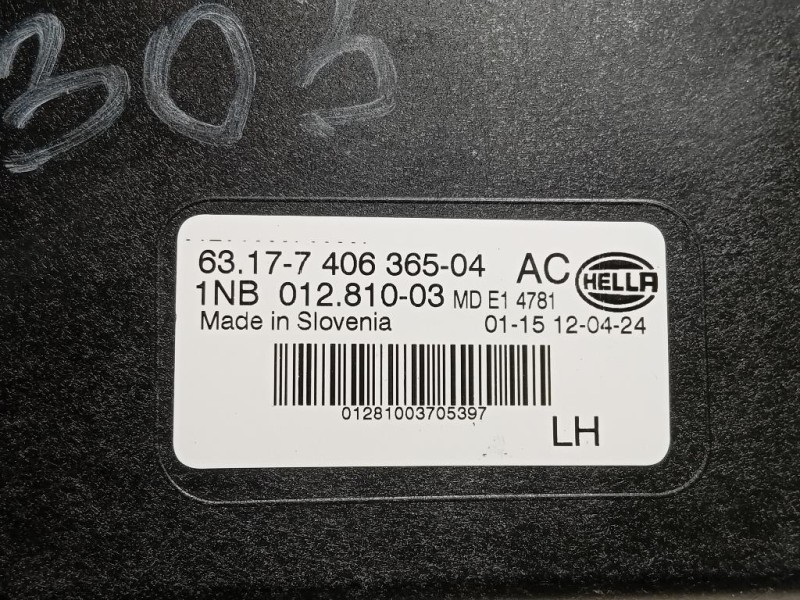 305
63.17-7 406 365-04 AC HELLA
1NB 012.810-03 MD E1 4781
Made in Slovenia 01-15 12-04-24
01281003705397
LH